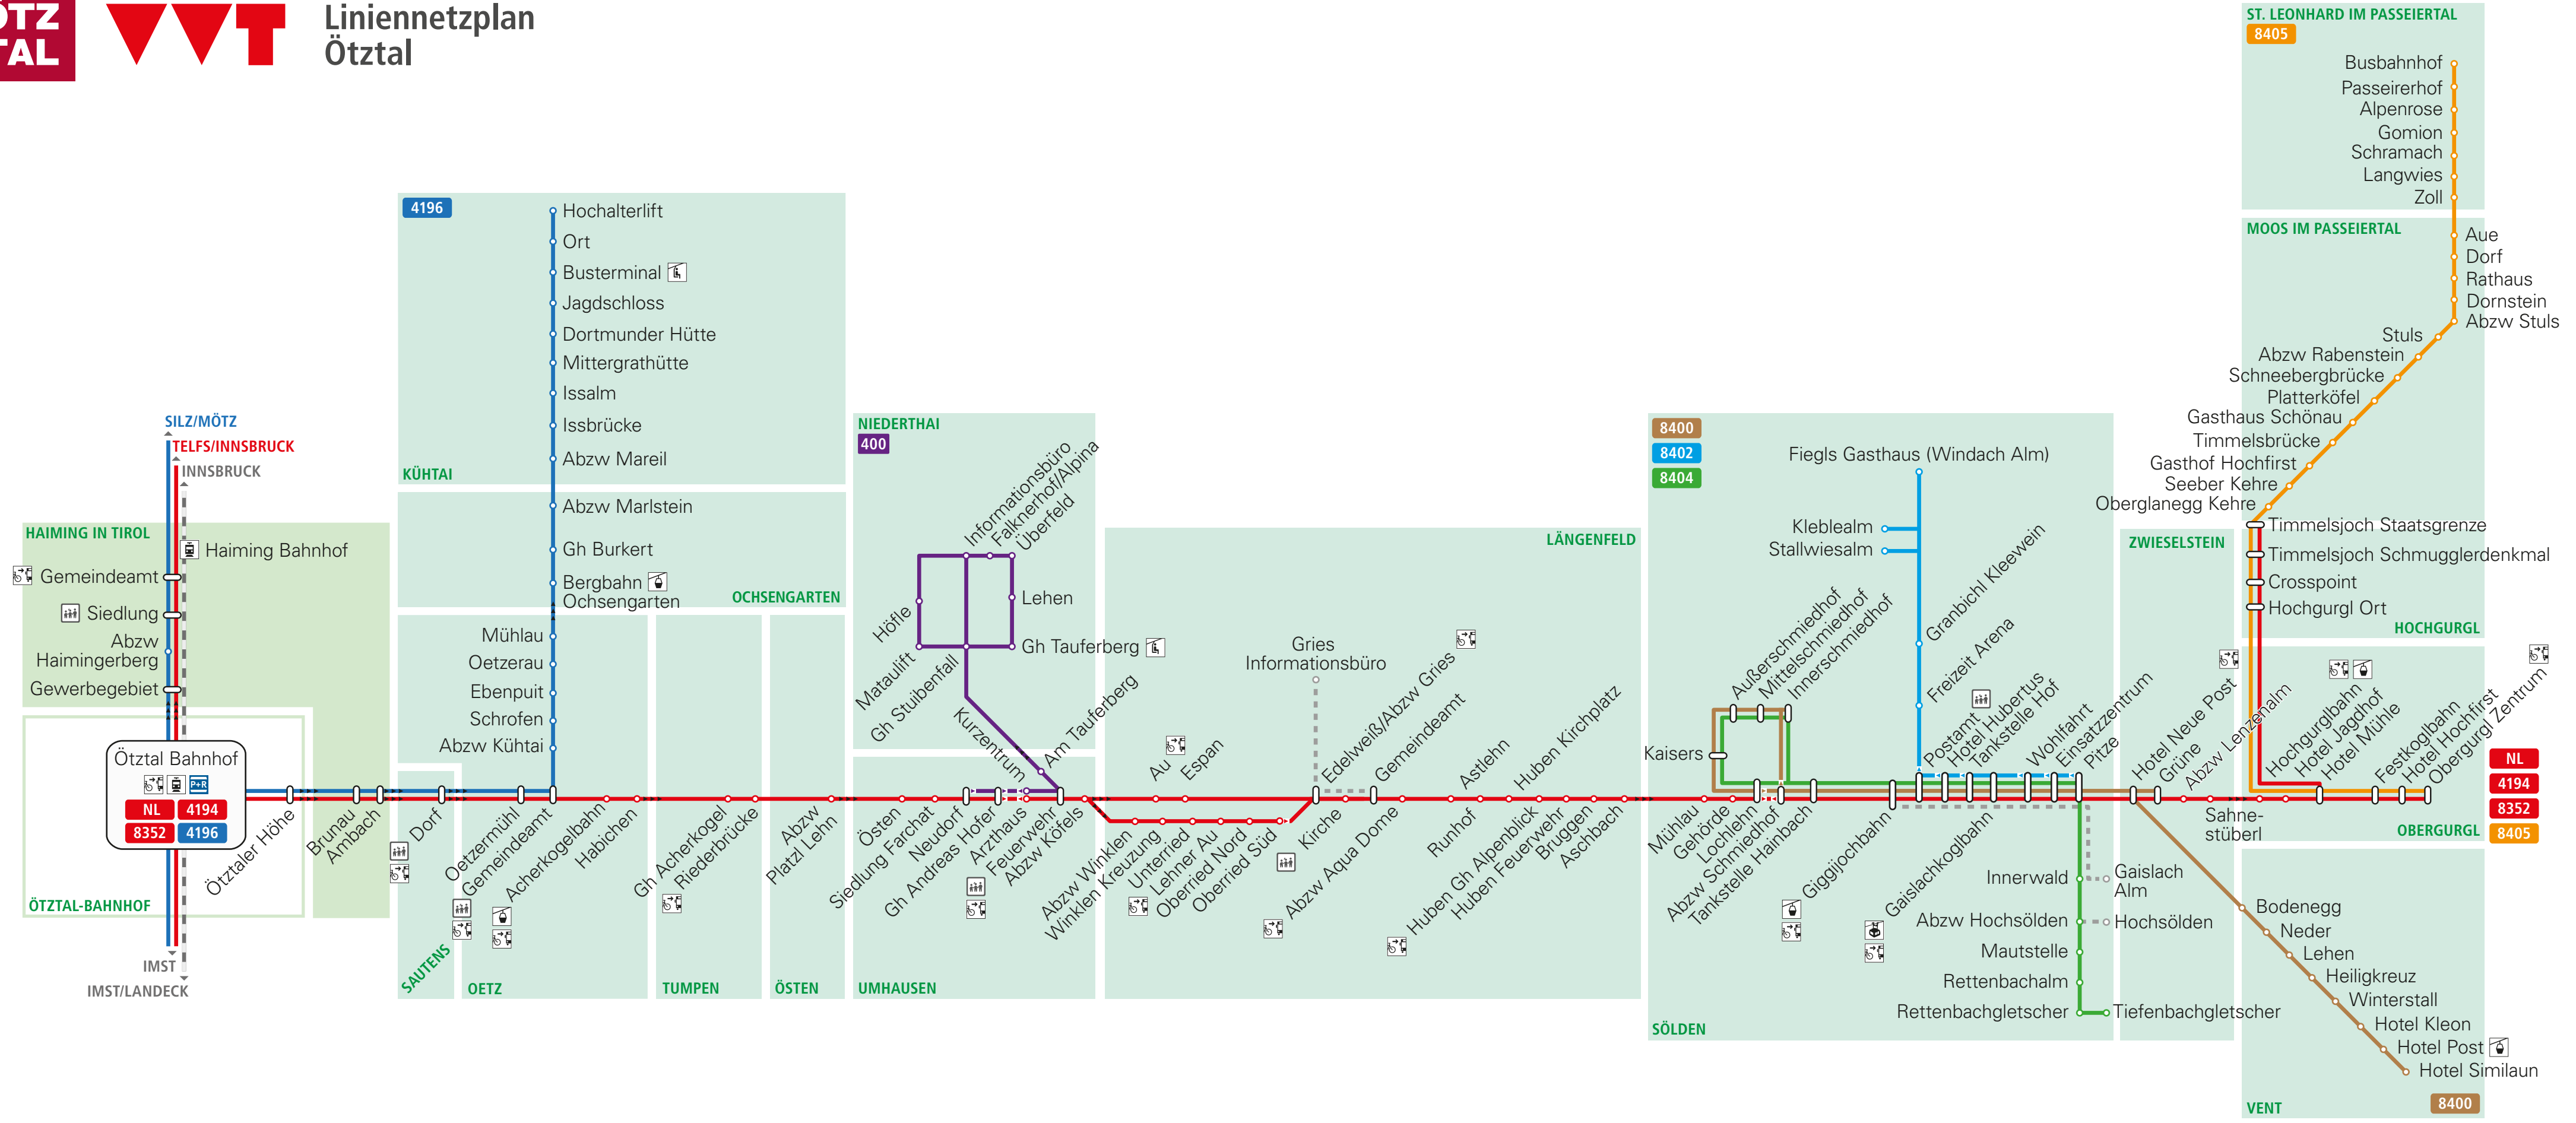 ÖTZ
TAL
VVT
Liniennetzplan
Ötztal
ST. LEONHARD IM PASSEIERTAL
8405
Busbahnhof
Passeirerhof
Alpenrose
Gomion
Schramach
Langwies
Zoll
MOOS IM PASSEIERTAL
Aue
Dorf
Rathaus
Dornstein
Abzw Stuls
Stuls
Abzw Rabenstein
Schneebergbrücke
Platterköfel
Gasthaus Schönau
Timmelsbrücke
Gasthof Hochfirst
Seeber Kehre
Oberglanegg Kehre
Timmelsjoch Staatsgrenze
Timmelsjoch Schmugglerdenkmal
Crosspoint
Hochgurgl Ort
HOCHGURGL
4196
Hochalterlift
Ort
Busterminal
Jagdschloss
Dortmunder Hütte
Mittergrathütte
Issalm
Issbrücke
Abzw Mareil
KÜHTAI
Abzw Marlstein
Gh Burkert
Bergbahn
Ochsengarten
OCHSENGARTEN
Mühlau
Oetzerau
Ebenpuit
Schrofen
Abzw Kühtai
SILZ/MÖTZ
TELFS/INNSBRUCK
INNSBRUCK
HAIMING IN TIROL
Haiming Bahnhof
Gemeindeamt
Siedlung
Abzw
Haimingerberg
Gewerbegebiet
Ötztal Bahnhof
P+R
NL
4194
8352
4196
ÖTZTAL-BAHNHOF
IMST
IMST/LANDECK
Ötztaler Höhe
Brunau
Ambach
Dorf
SAUTENS
Oetzermühl
Gemeindeamt
Acherkogelbahn
Habichen
OETZ
Gh Acherkogel
Riederbrücke
TUMPEN
Abzw
Platzl Lehn
ÖSTEN
NIEDERTHAI
400
Informationsbüro
Falknerhof/Alpina
Überfeld
Höfle
Lehen
Mataulift
Gh Stuibenfall
Gh Tauferberg
Kurzentrum
Am Tauferberg
Östen
Siedlung Farchat
Neudorf
Gh Andreas Hofer
Arzthaus
Feuerwehr
Abzw Köfels
UMHAUSEN
LÄNGENFELD
Au
Espan
Abzw Winklen
Winklen Kreuzung
Unterried
Lehner Au
Oberried Nord
Oberried Süd
Gries
Informationsbüro
Edelweiß/Abzw Gries
Kirche
Gemeindeamt
Abzw Aqua Dome
Runhof
Astlehn
Huben Gh Alpenblick
Huben Kirchplatz
Huben Feuerwehr
Bruggen
Aschbach
8400
8402
8404
Fiegls Gasthaus (Windach Alm)
Kleblealm
Stallwiesalm
Granbichl Kleewein
Freizeit Arena
Außerschmiedhof
Mittelschmiedhof
Innerschmiedhof
Kaisers
Mühlau
Gehörde
Lochlehn
Abzw Schmiedhof
Tankstelle Hainbach
Giggijochbahn
Postamt
Hotel Hubertus
Tankstelle Hof
Gaislachkoglbahn
Wohlfahrt
Einsatzzentrum
Pitze
Innerwald
Gaislach
Alm
Abzw Hochsölden
Hochsölden
Mautstelle
Rettenbachalm
Rettenbachgletscher
Tiefenbachgletscher
SÖLDEN
ZWIESELSTEIN
Hotel Neue Post
Grüne
Abzw Lenzenalm
Sahne-
stüberl
Hochgurglbahn
Hotel Jagdhof
Hotel Mühle
Festkoglbahn
Hotel Hochfirst
Obergurgl Zentrum
OBERGURGL
NL
4194
8352
8405
Bodenegg
Neder
Lehen
Heiligkreuz
Winterstall
Hotel Kleon
Hotel Post
Hotel Similaun
VENT
8400